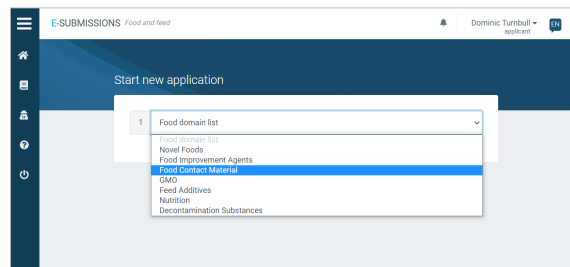 E-SUBMISSIONS Food and feed
Dominic Turnbull
applicant
EN
Start new application
1
Food domain list
Food domain list
Novel Foods
Food Improvement Agents
Food Contact Material
GMO
Feed Additives
Nutrition
Decontamination Substances